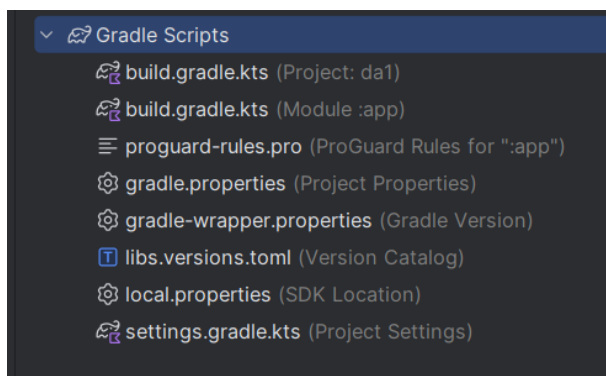 Gradle Scripts
build.gradle.kts (Project: da1)
build.gradle.kts (Module :app)
proguard-rules.pro (ProGuard Rules for ":app")
gradle.properties (Project Properties)
gradle-wrapper.properties (Gradle Version)
libs.versions.toml (Version Catalog)
local.properties (SDK Location)
settings.gradle.kts (Project Settings)